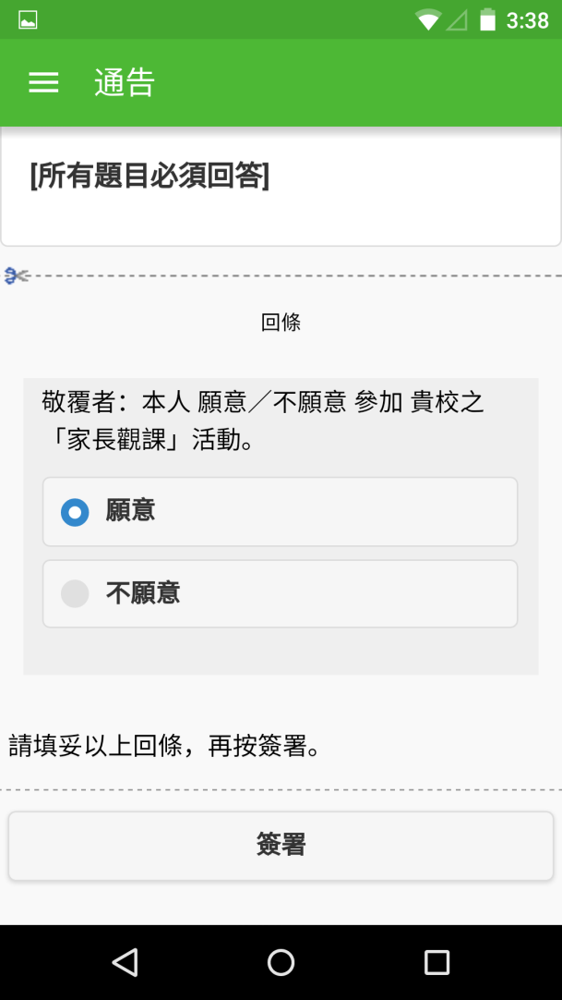 3:38
通告
[所有題目必須回答]
回條
敬覆者：本人 願意／不願意 參加 貴校之
「家長觀課」活動。
願意
不願意
請填妥以上回條，再按簽署。
簽署